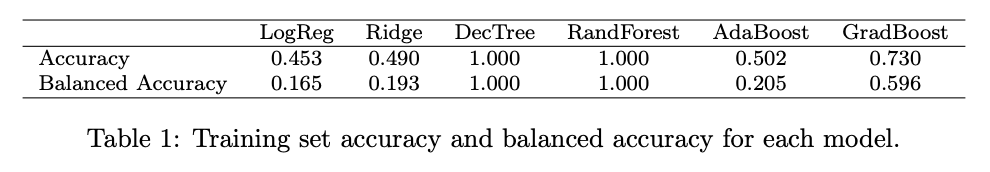 LogReg Ridge DecTree RandForest AdaBoost GradBoost
Accuracy 0.453 0.490 1.000 1.000 0.502 0.730
Balanced Accuracy 0.165 0.193 1.000 1.000 0.205 0.596
Table 1: Training set accuracy and balanced accuracy for each model.